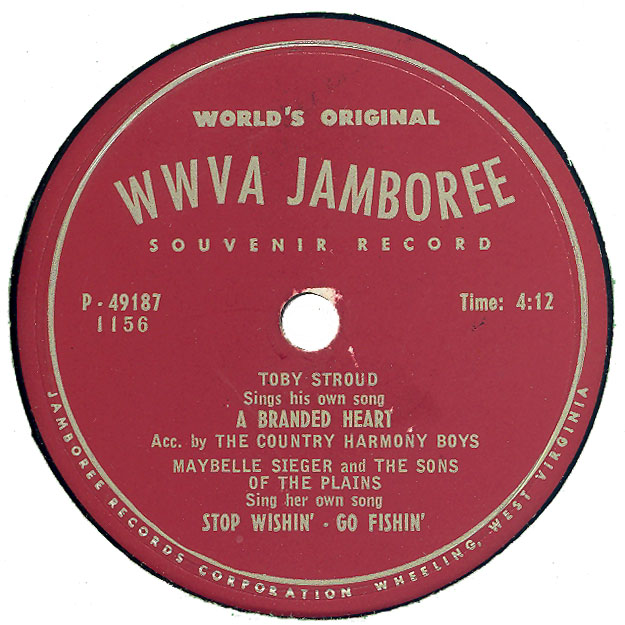 WORLD'S ORIGINAL
WWVA JAMBOREE
SOUVENIR RECORD
P - 49187
1156
Time: 4:12
TOBY STROUD
Sings his own song
A BRANDED HEART
Acc. by THE COUNTRY HARMONY BOYS
MAYBELLE SIEGER and THE SONS
OF THE PLAINS
Sing her own song
STOP WISHIN' - GO FISHIN'
JAMBOREE RECORDS CORPORATION WHEELING, WEST VIRGINIA